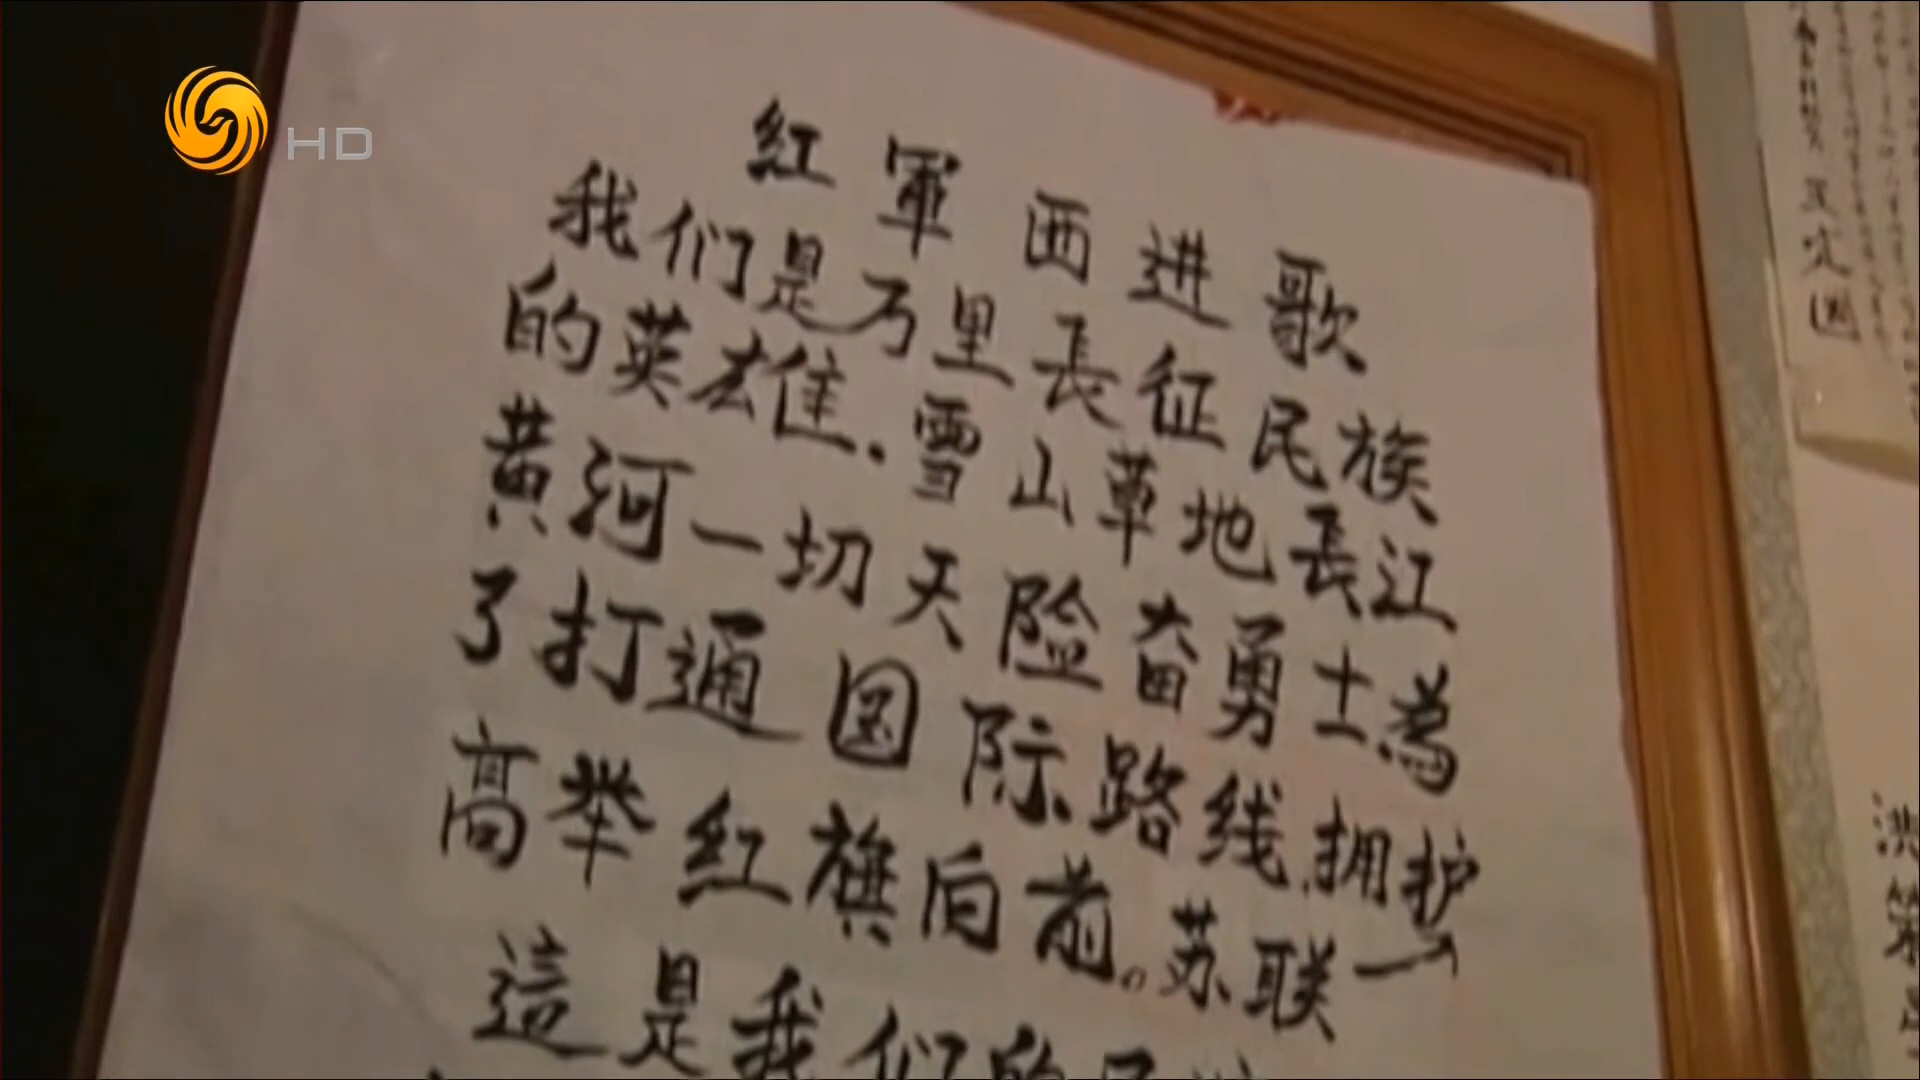 HD
红軍西进歌
我们是万里長征民族
的英雄.雪山草地長江
黄河一切天险奋勇士為
了打通国际路线,拥护
高举红旗向前。苏联
這是我们的